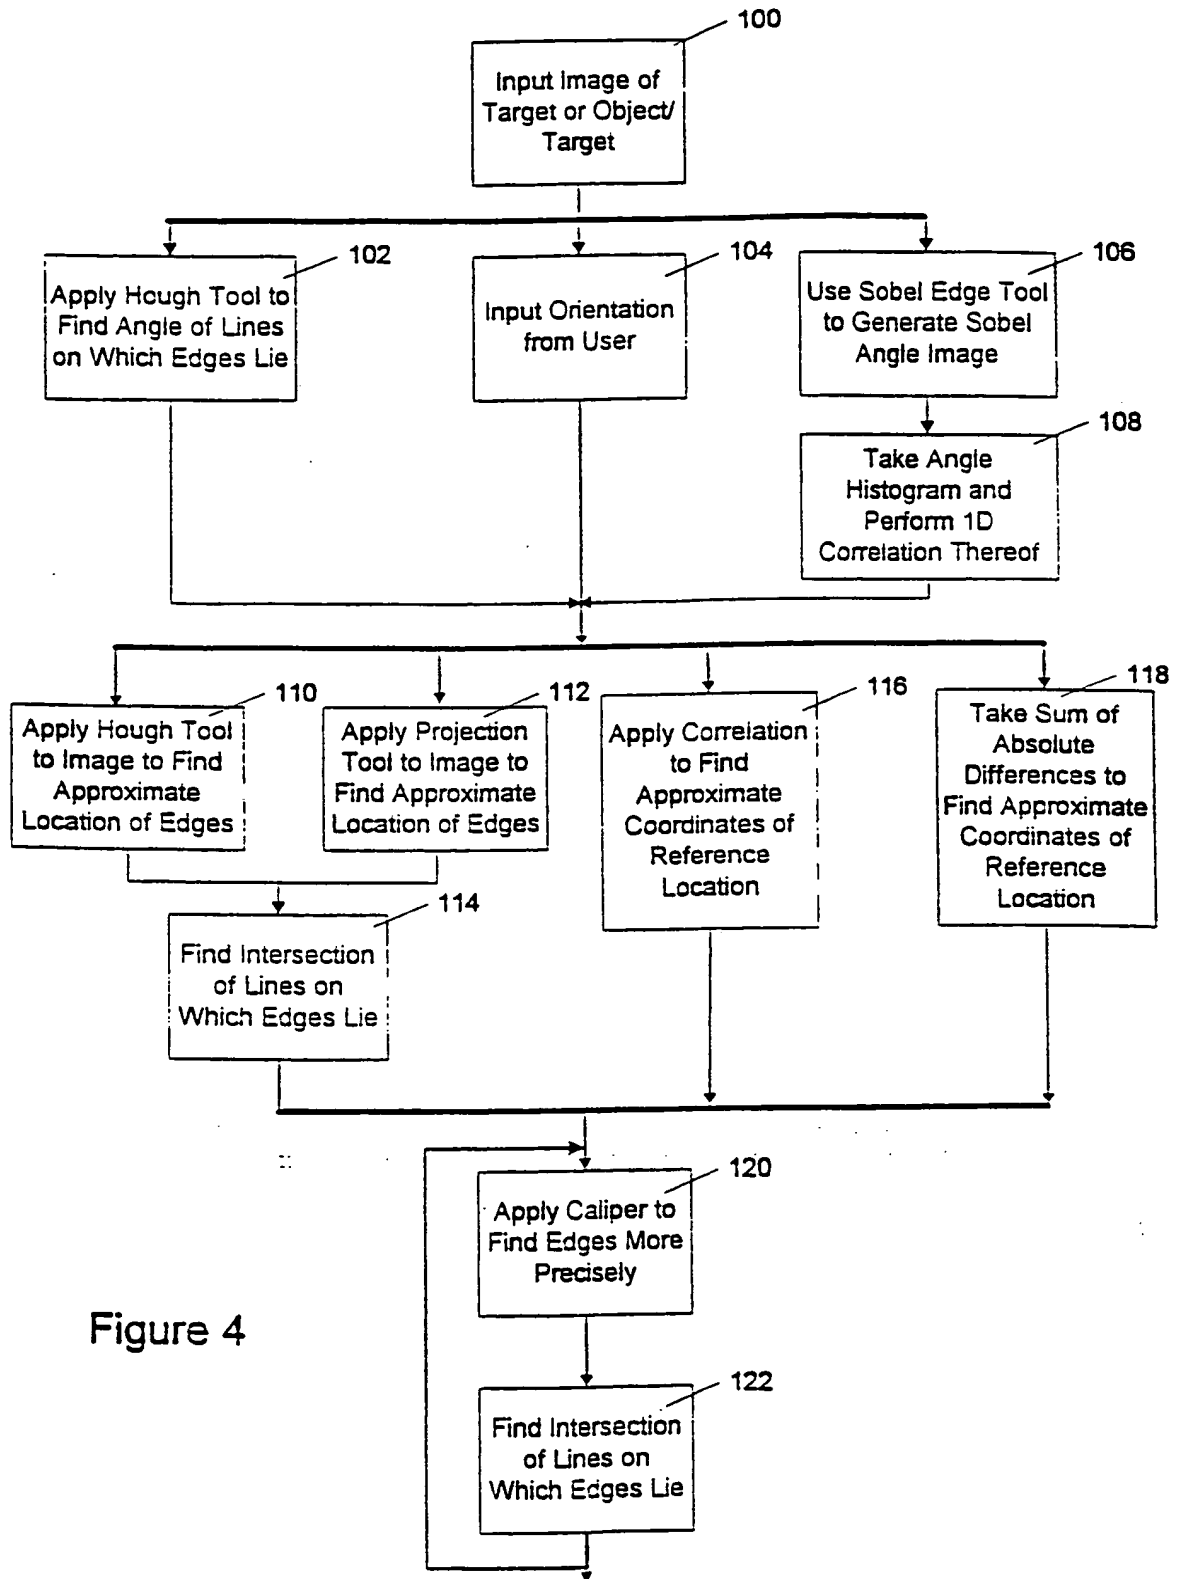 100
Input Image of
Target or Object/
Target
102
Apply Hough Tool to
Find Angle of Lines
on Which Edges Lie
104
Input Orientation
from User
106
Use Sobel Edge Tool
to Generate Sobel
Angle Image
108
Take Angle
Histogram and
Perform 1D
Correlation Thereof
110
Apply Hough Tool
to Image to Find
Approximate
Location of Edges
112
Apply Projection
Tool to Image to
Find Approximate
Location of Edges
116
Apply Correlation
to Find
Approximate
Coordinates of
Reference
Location
118
Take Sum of
Absolute
Differences to
Find Approximate
Coordinates of
Reference
Location
114
Find Intersection
of Lines on
Which Edges Lie
120
Apply Caliper to
Find Edges More
Precisely
122
Find Intersection
of Lines on
Which Edges Lie
Figure 4